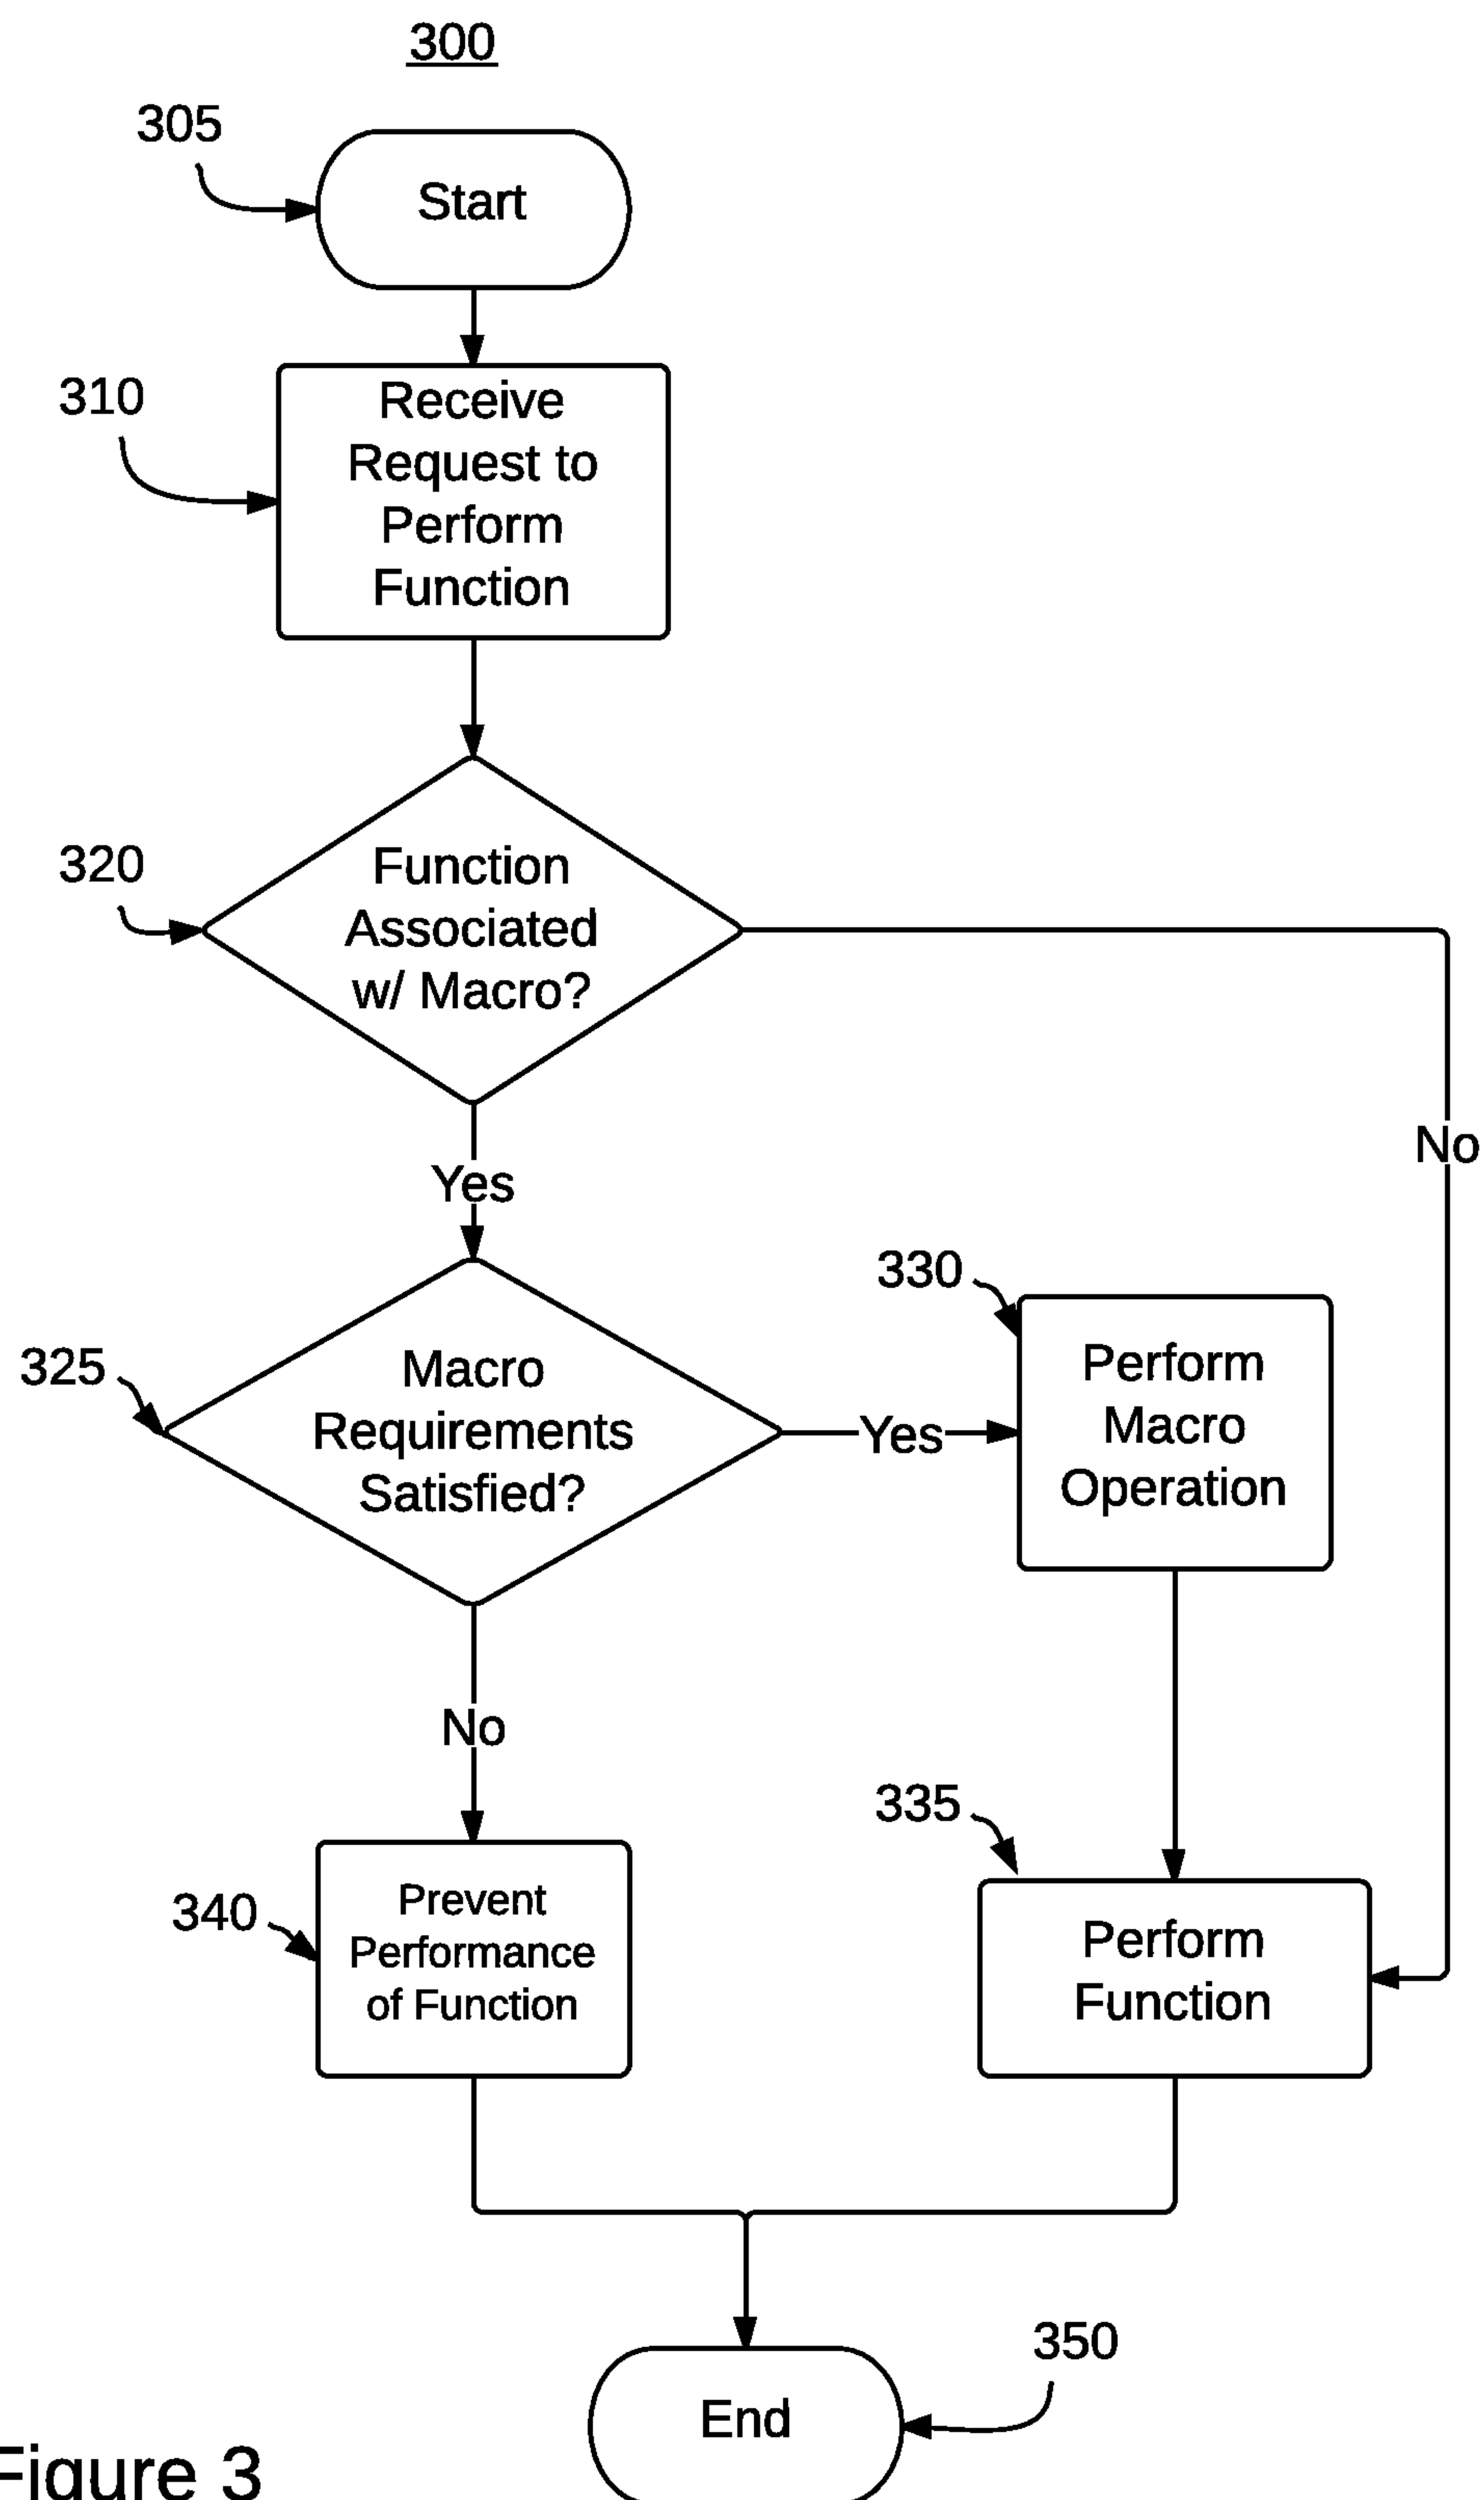 300
305
Start
310
Receive
Request to
Perform
Function
320
Function
Associated
w/ Macro?
No
Yes
330
325
Macro
Requirements
Satisfied?
Yes
Perform
Macro
Operation
No
335
340
Prevent
Performance
of Function
Perform
Function
350
End
Figure 3